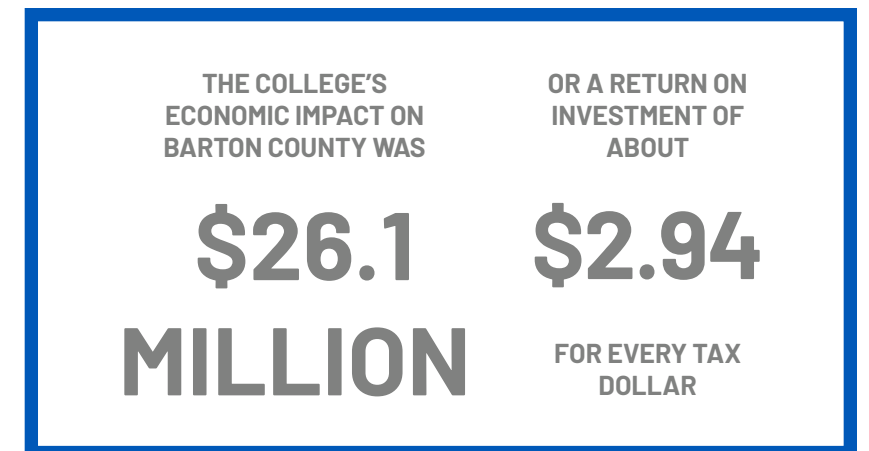 THE COLLEGE'S
ECONOMIC IMPACT ON
BARTON COUNTY WAS
$26.1
MILLION
OR A RETURN ON
INVESTMENT OF
ABOUT
$2.94
FOR EVERY TAX
DOLLAR